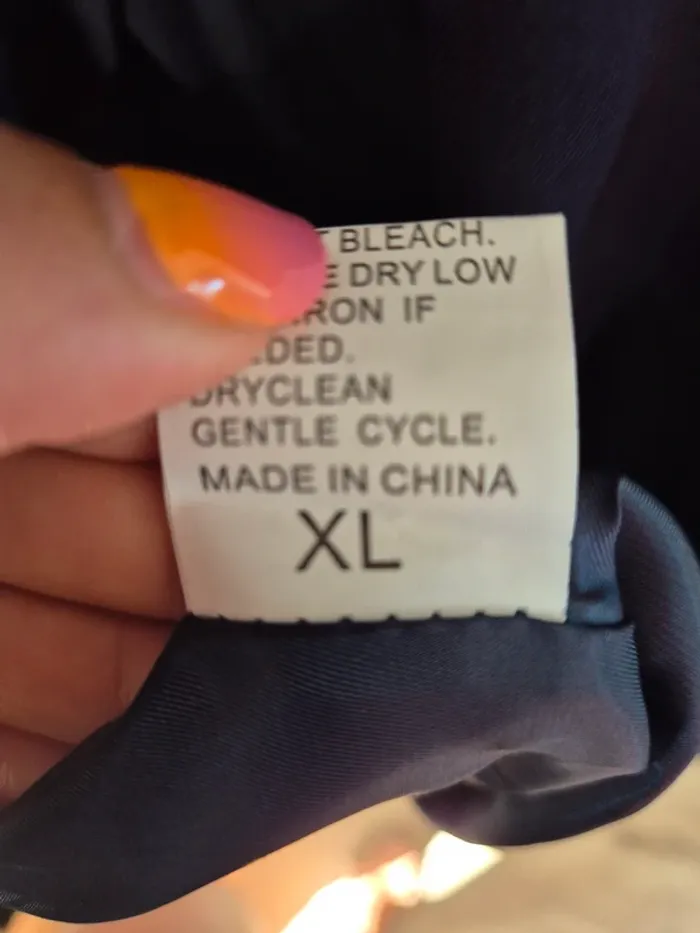 BLEACH.
DRY LOW
IF
DRYCLEAN
GENTLE CYCLE.
MADE IN CHINA
XL